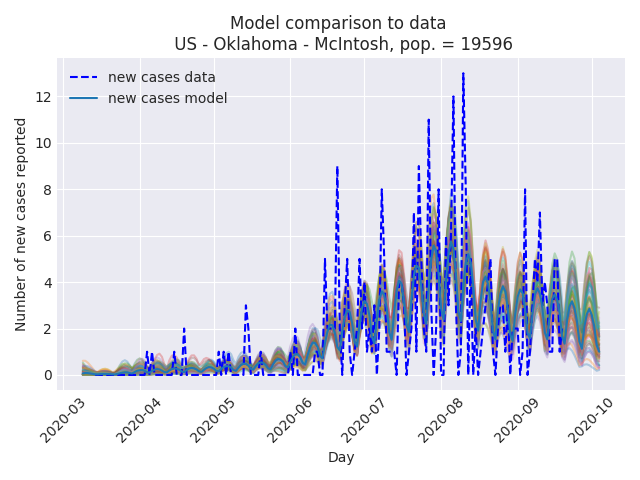 Model comparison to data
US - Oklahoma - McIntosh, pop. = 19596
new cases data
new cases model
Number of new cases reported
12
10
8
6
4
2
0
2020-03
2020-04
2020-05
2020-06
2020-07
2020-08
2020-09
2020-10
Day